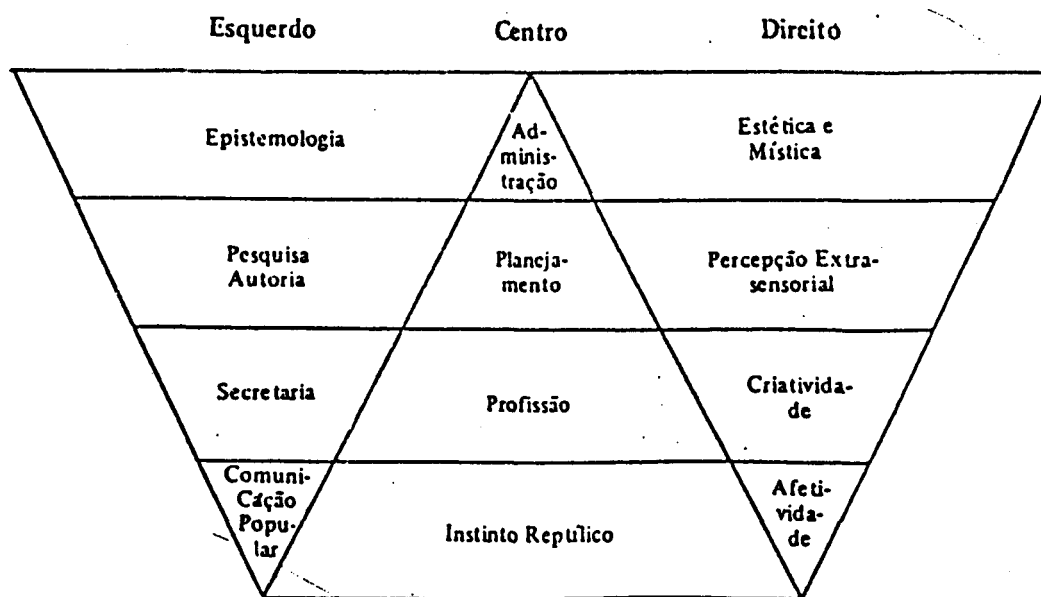 Esquerdo Centro Direito
Epistemologia
Ad-
minis-
tração
Estética e
Mística
Pesquisa
Autoria
Planeja-
mento
Percepção Extra-
sensorial
Secretaria
Profissão
Criativida-
de
Comuni-
Cáção
Popu-
lar
Instinto Reptílico
Afeti-
vida-
de